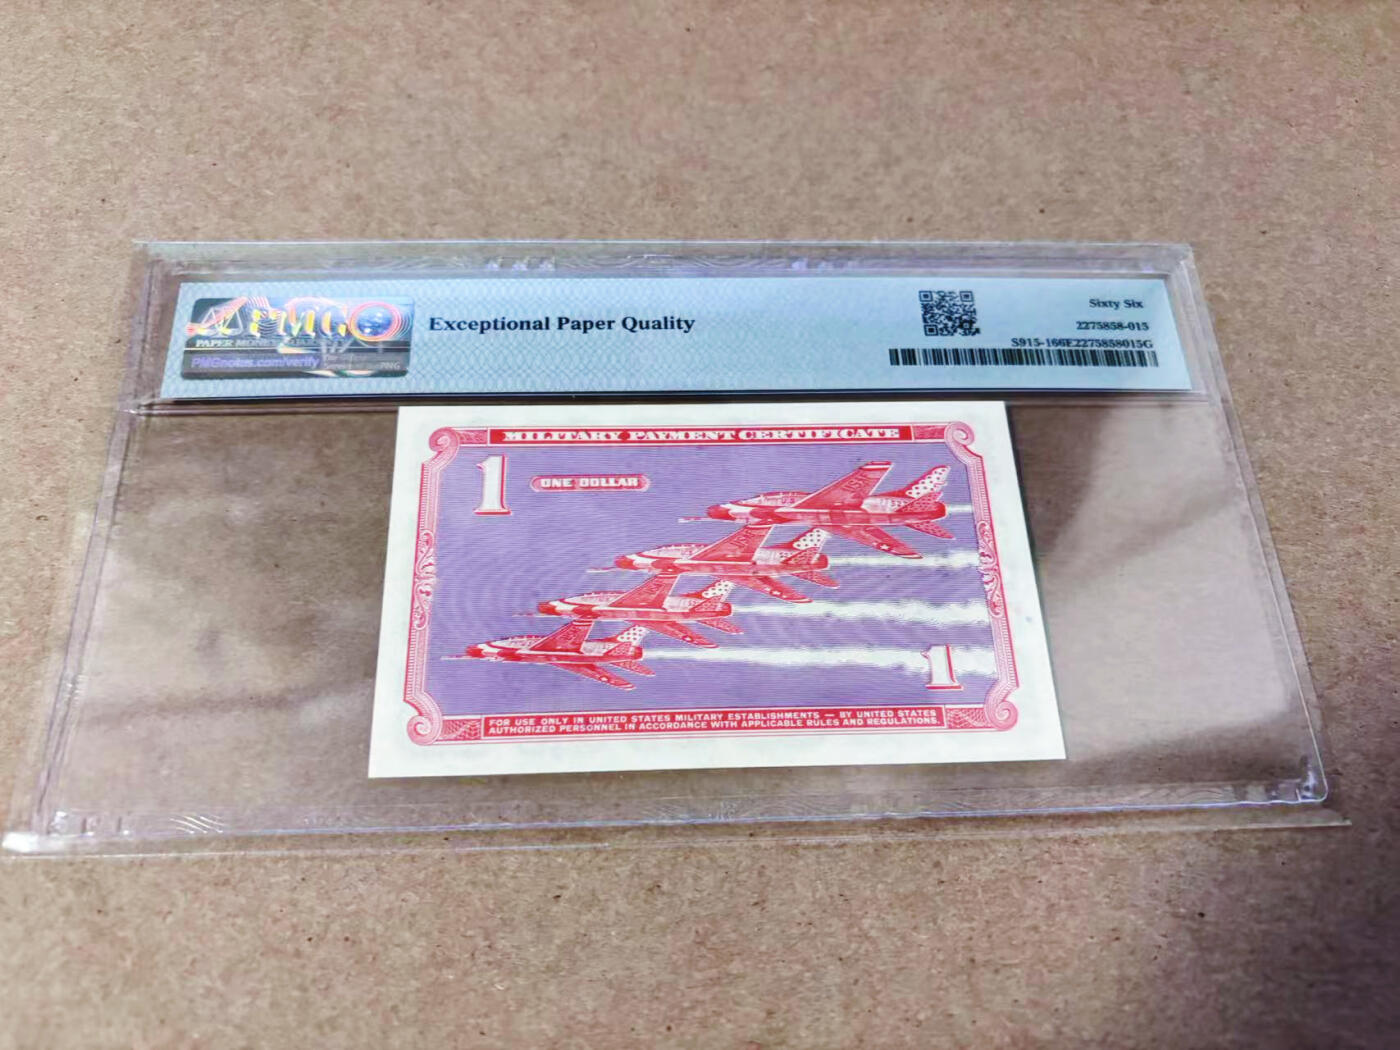 PMG
PAPER MONEY
PMGnotes.com/verify
Exceptional Paper Quality
Sixty Six
2275858-015
S915-166E2275858015G
MILITARY PAYMENT CERTIFICATE
1
ONE DOLLAR
1
FOR USE ONLY IN UNITED STATES MILITARY ESTABLISHMENTS — BY UNITED STATES
AUTHORIZED PERSONNEL IN ACCORDANCE WITH APPLICABLE RULES AND REGULATIONS.